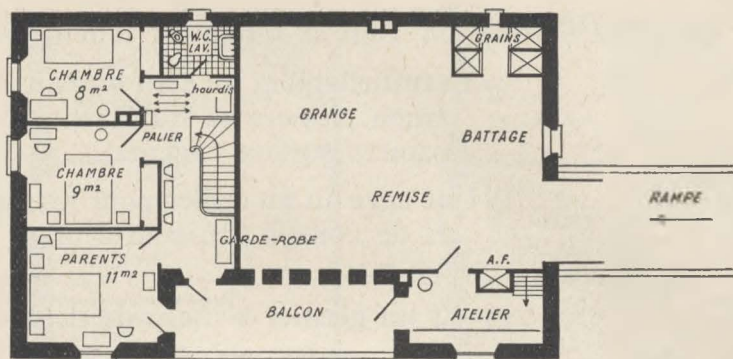 W.C.
LAV.
GRAINS
CHAMBRE
8 m²
hourdis
GRANGE
PALIER
BATTAGE
CHAMBRE
9 m²
REMISE
RAMPE
GARDE-ROBE
PARENTS
11 m²
A.F.
BALCON
ATELIER